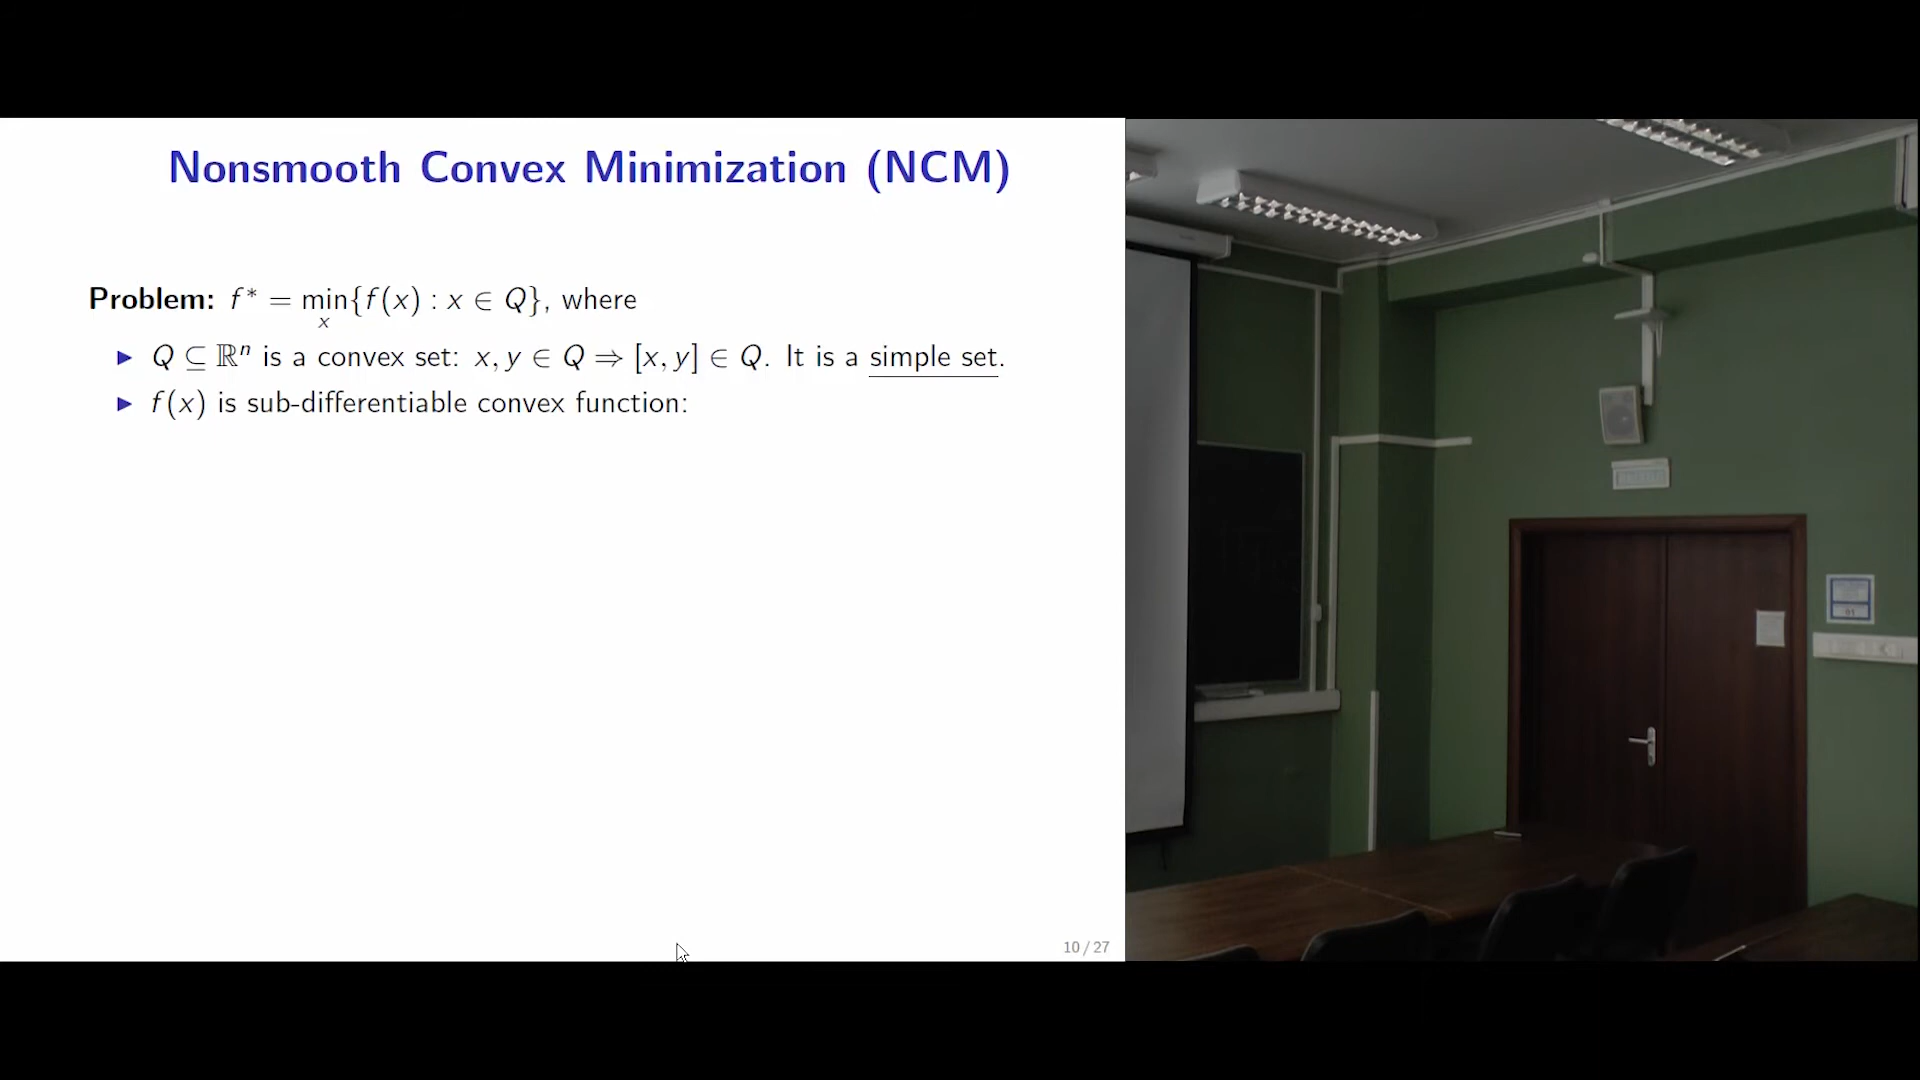 Nonsmooth Convex Minimization (NCM)
Problem: f* = min{f(x) : x ∈ Q}, where
x
▶ Q ⊆ ℝⁿ is a convex set: x, y ∈ Q ⇒ [x, y] ∈ Q. It is a simple set.
▶ f(x) is sub-differentiable convex function:
10 / 27